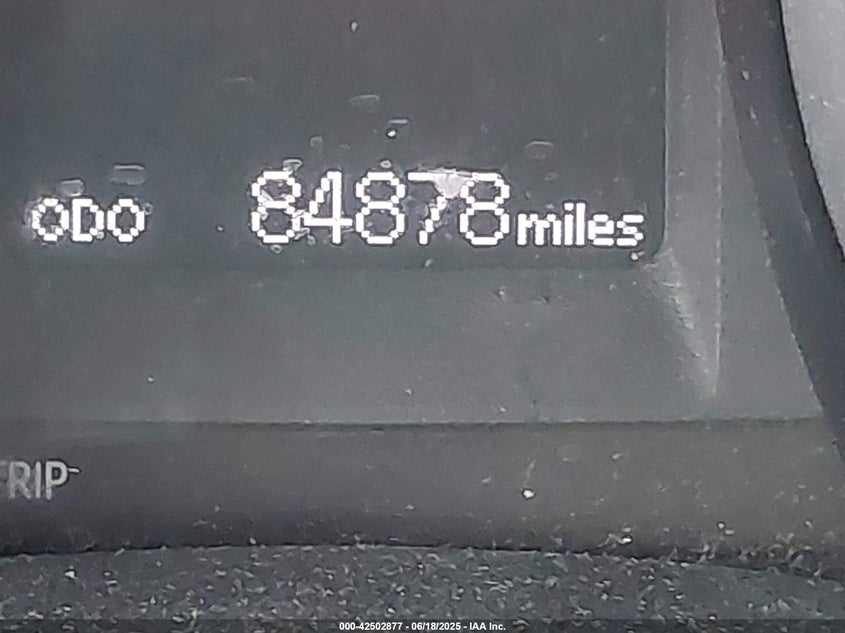 ODO 84878 miles
TRIP
000-42502877 - 06/18/2025 - IAA Inc.